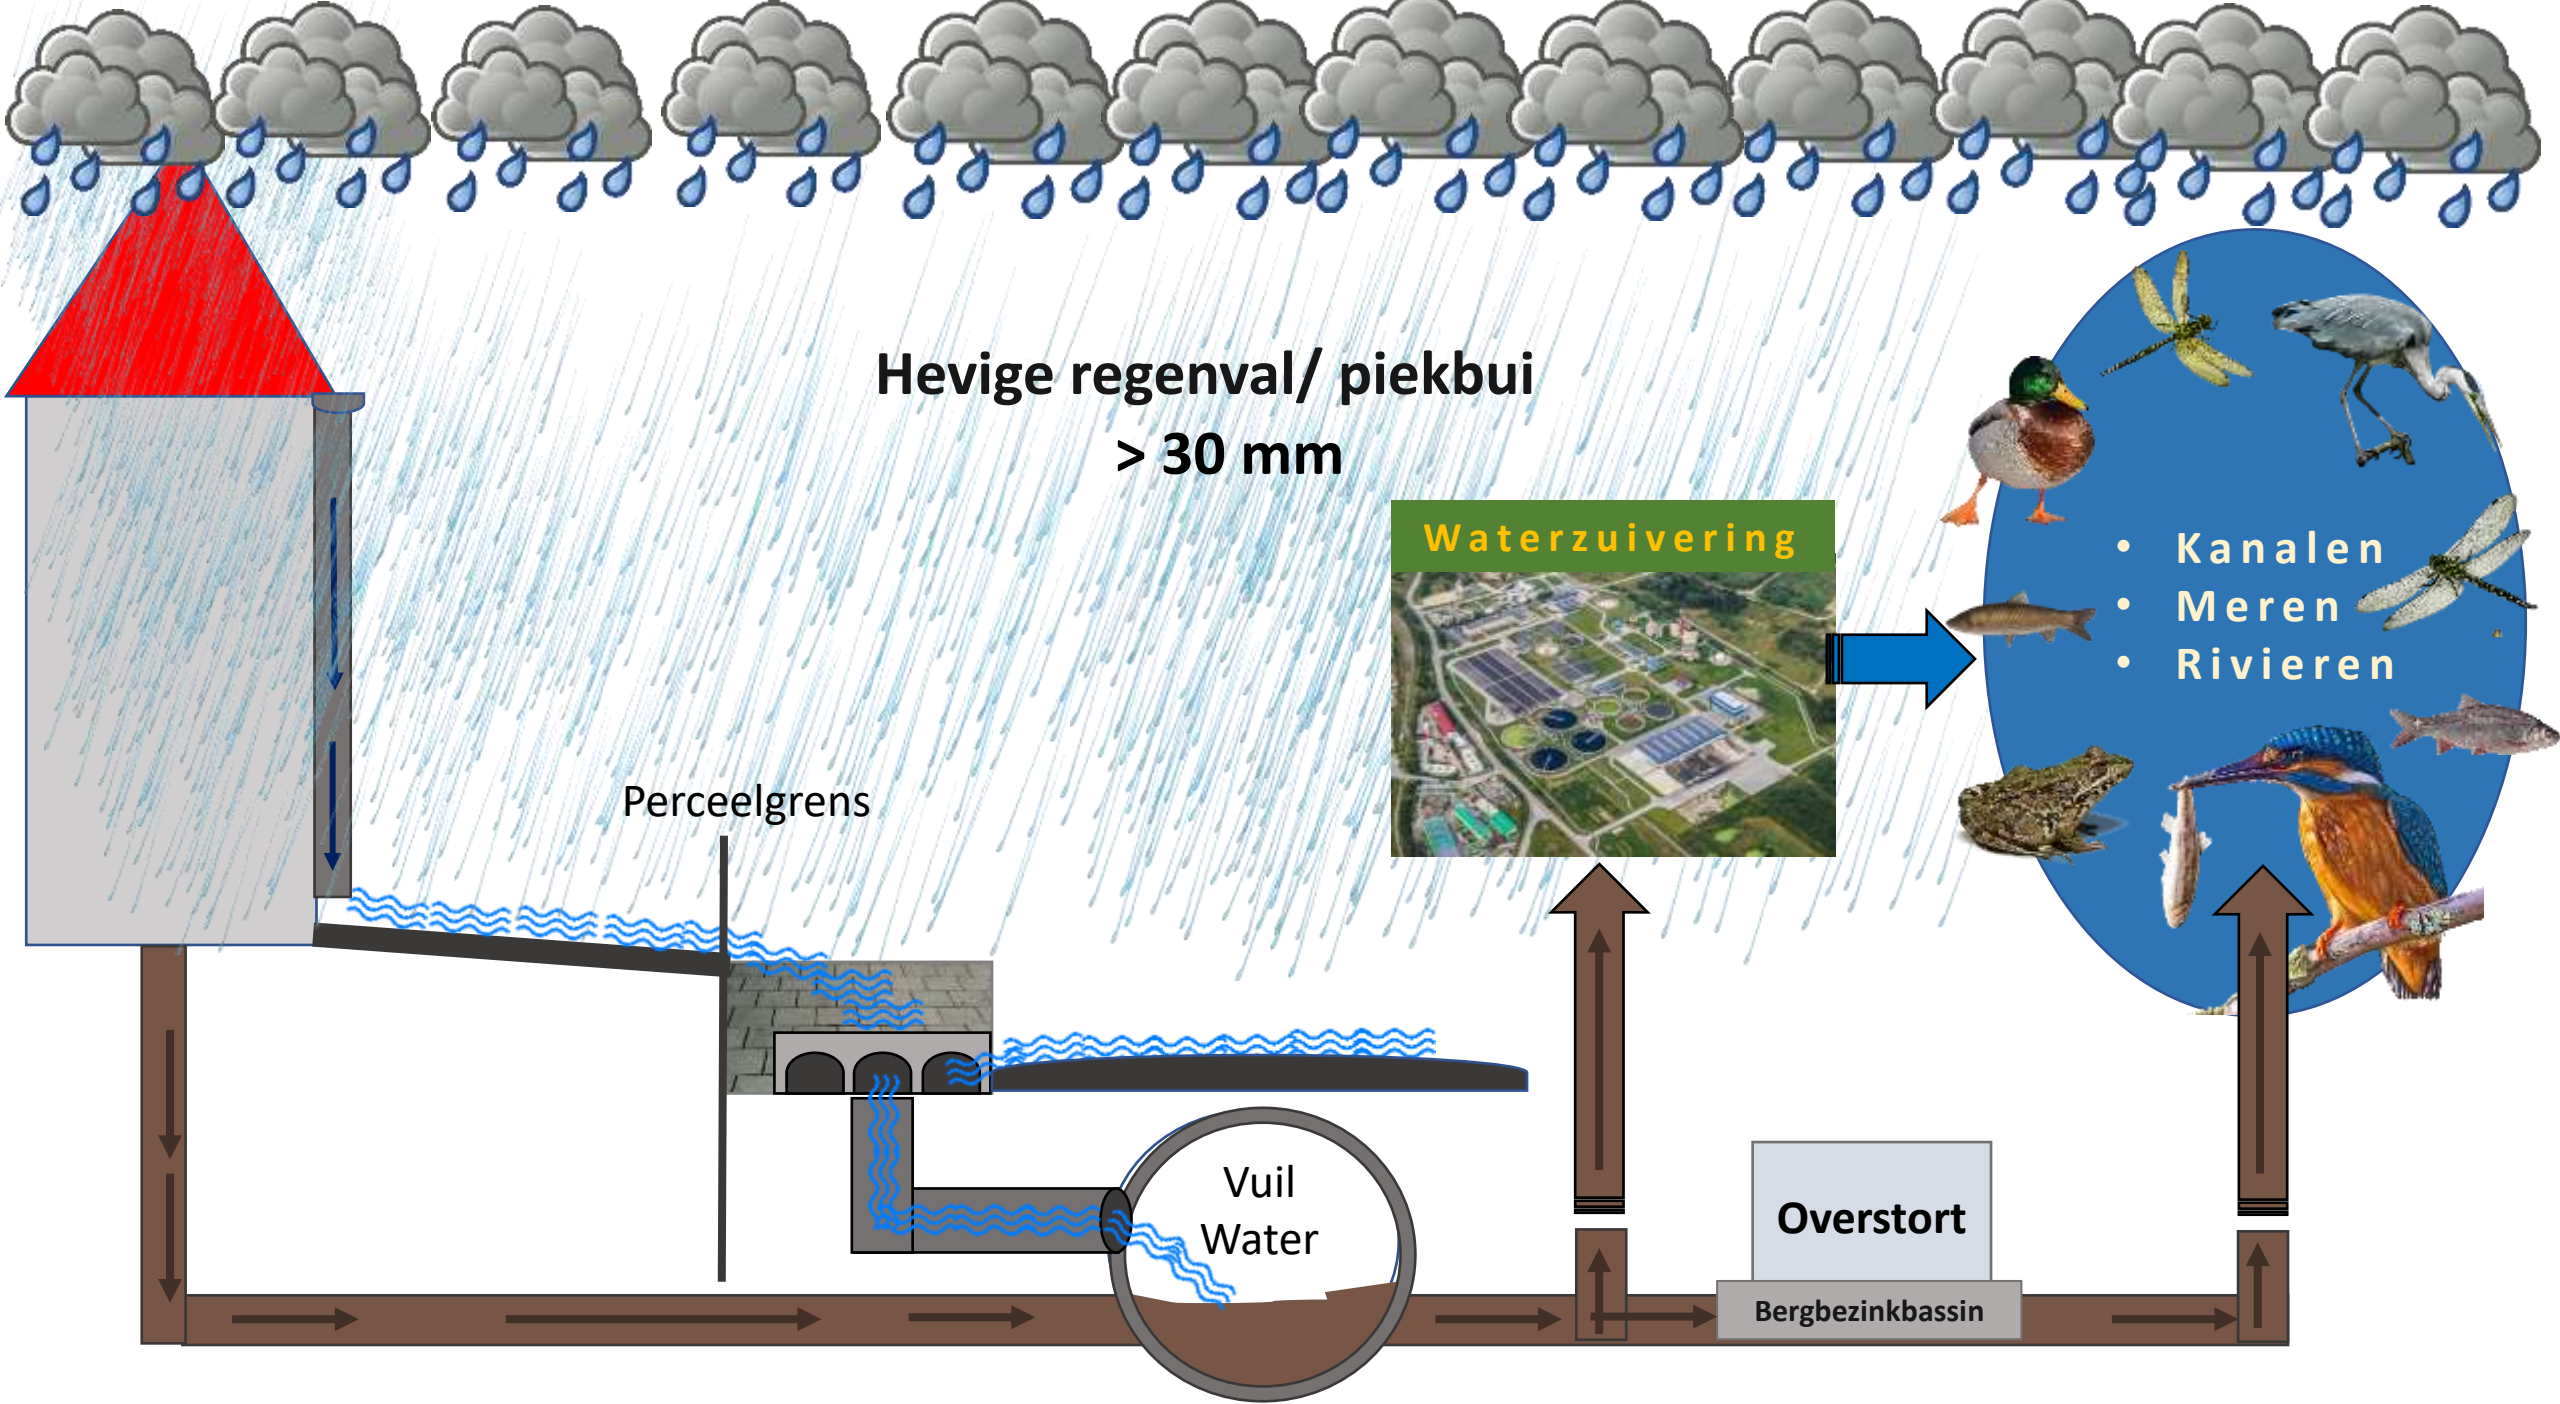 Hevige regenval/ piekbui
> 30 mm
Waterzuivering
• Kanalen
• Meren
• Rivieren
Perceelgrens
Vuil
Water
Overstort
Bergbezinkbassin